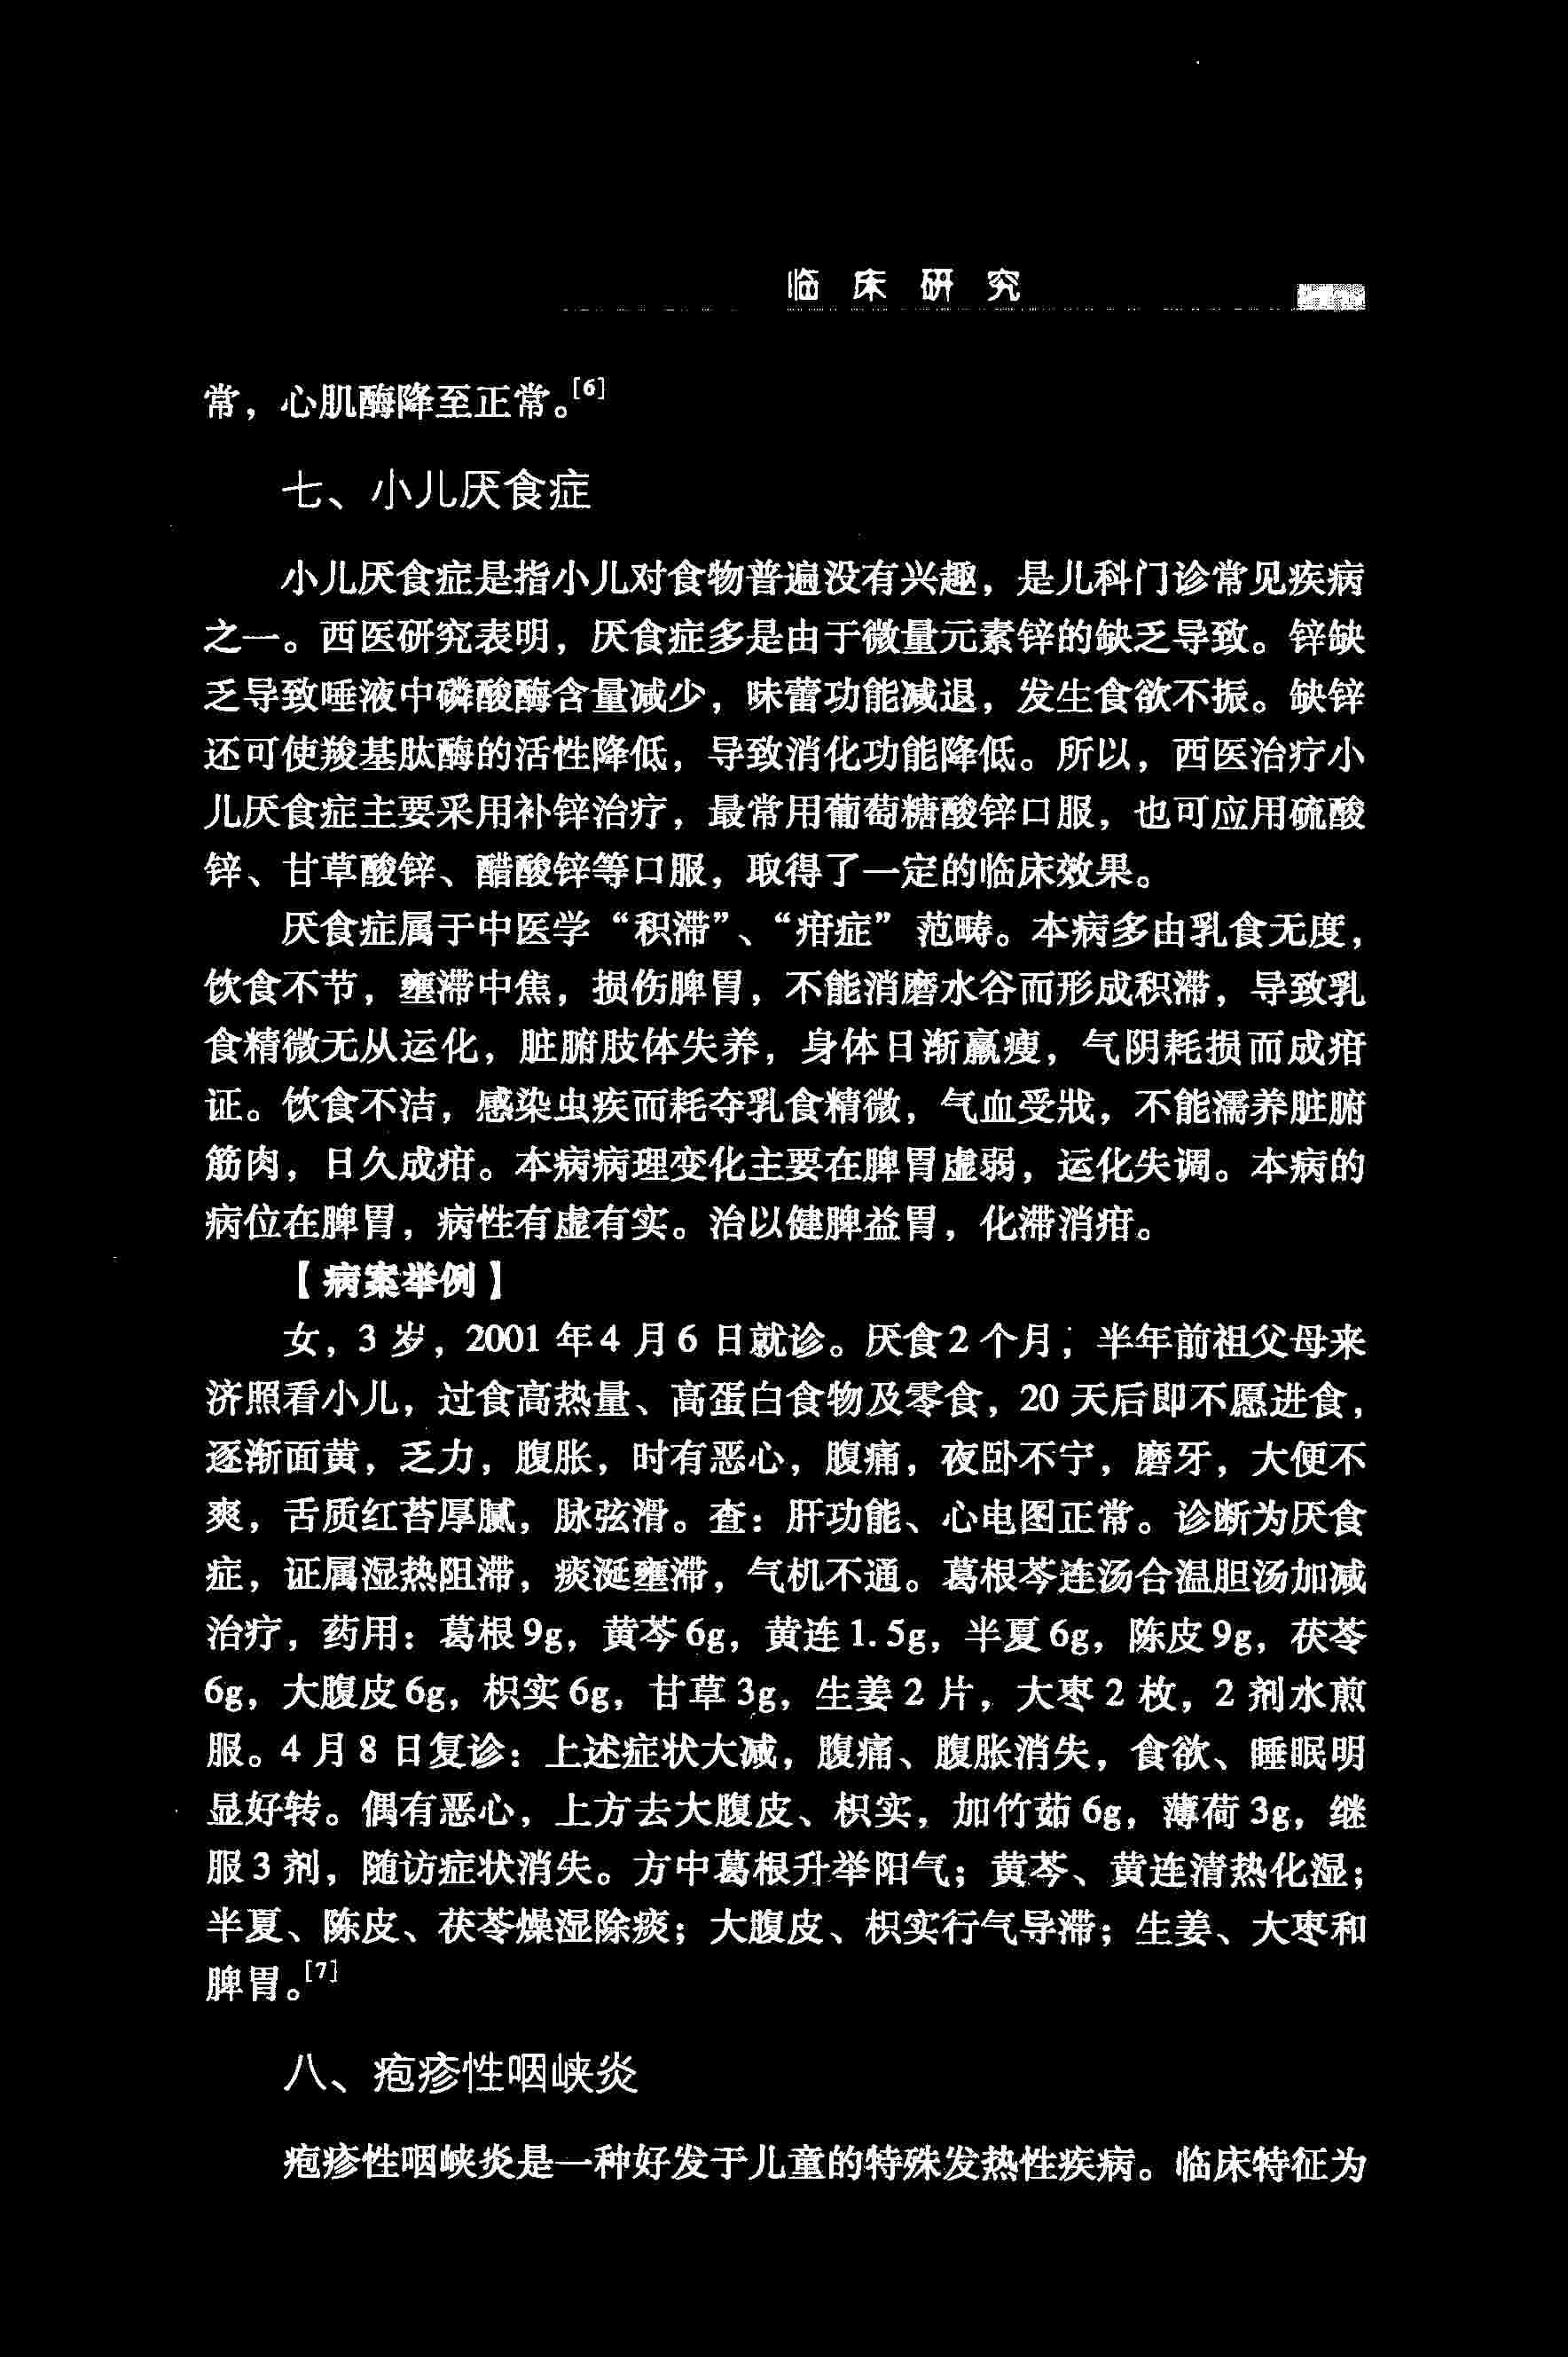 临床研究
常，心肌酶降至正常。[6]
七、小儿厌食症
小儿厌食症是指小儿对食物普遍没有兴趣，是儿科门诊常见疾病
之一。西医研究表明，厌食症多是由于微量元素锌的缺乏导致。锌缺
乏导致唾液中磷酸酶含量减少，味蕾功能减退，发生食欲不振。缺锌
还可使羧基肽酶的活性降低，导致消化功能降低。所以，西医治疗小
儿厌食症主要采用补锌治疗，最常用葡萄糖酸锌口服，也可应用硫酸
锌、甘草酸锌、醋酸锌等口服，取得了一定的临床效果。
厌食症属于中医学“积滞”、“疳症”范畴。本病多由乳食无度，
饮食不节，壅滞中焦，损伤脾胃，不能消磨水谷而形成积滞，导致乳
食精微无从运化，脏腑肢体失养，身体日渐羸瘦，气阴耗损而成疳
证。饮食不洁，感染虫疾而耗夺乳食精微，气血受戕，不能濡养脏腑
筋肉，日久成疳。本病病理变化主要在脾胃虚弱，运化失调。本病的
病位在脾胃，病性有虚有实。治以健脾益胃，化滞消疳。
【病案举例】
女，3岁，2001年4月6日就诊。厌食2个月；半年前祖父母来
济照看小儿，过食高热量、高蛋白食物及零食，20天后即不愿进食，
逐渐面黄，乏力，腹胀，时有恶心，腹痛，夜卧不宁，磨牙，大便不
爽，舌质红苔厚腻，脉弦滑。查：肝功能、心电图正常。诊断为厌食
症，证属湿热阻滞，痰涎壅滞，气机不通。葛根芩连汤合温胆汤加减
治疗，药用：葛根9g，黄芩6g，黄连1.5g，半夏6g，陈皮9g，茯苓
6g，大腹皮6g，枳实6g，甘草3g，生姜2片，大枣2枚，2剂水煎
服。4月8日复诊：上述症状大减，腹痛、腹胀消失，食欲、睡眠明
显好转。偶有恶心，上方去大腹皮、枳实，加竹茹6g，薄荷3g，继
服3剂，随访症状消失。方中葛根升举阳气；黄芩、黄连清热化湿；
半夏、陈皮、茯苓燥湿除痰；大腹皮、枳实行气导滞；生姜、大枣和
脾胃。[7]
八、疱疹性咽峡炎
疱疹性咽峡炎是一种好发于儿童的特殊发热性疾病。临床特征为